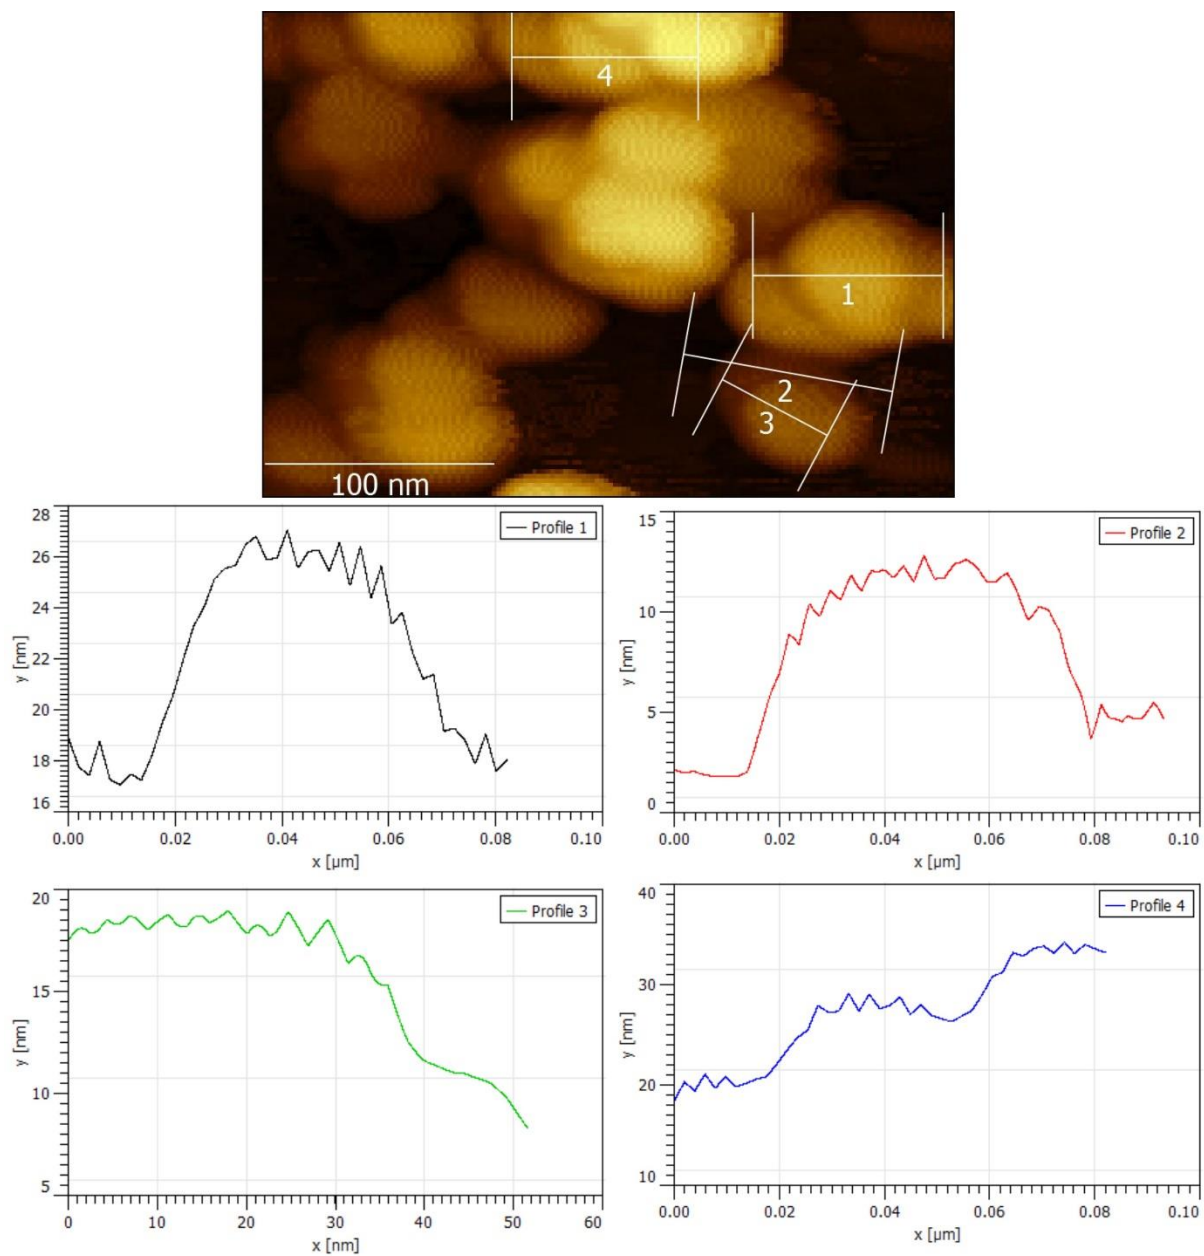 4
1
2
3
100 nm
Profile 1
28
26
24
22
20
18
16
y [nm]
0.00 0.02 0.04 0.06 0.08 0.10
x [µm]
Profile 2
15
10
5
0
y [nm]
0.00 0.02 0.04 0.06 0.08 0.10
x [µm]
Profile 3
20
15
10
5
y [nm]
0 10 20 30 40 50 60
x [nm]
Profile 4
40
30
20
10
y [nm]
0.00 0.02 0.04 0.06 0.08 0.10
x [µm]